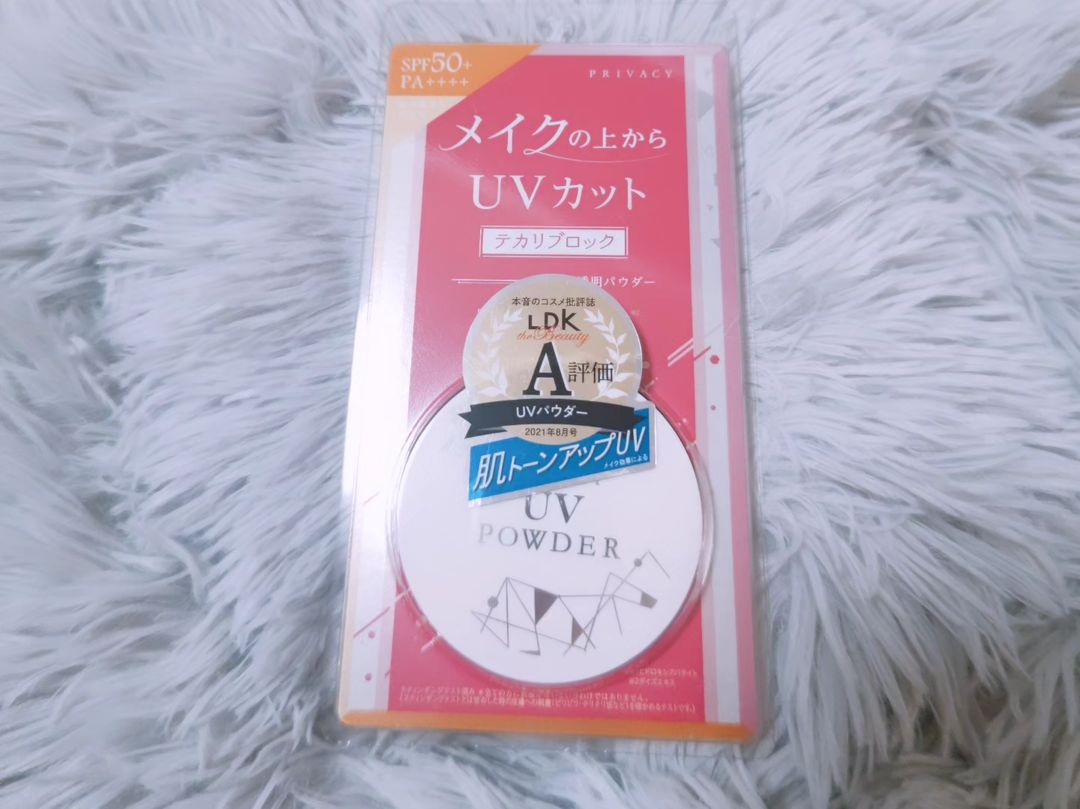 SPF50+
PA++++
PRIVACY
メイクの上から
UVカット
テカリブロック
明パウダー
本音のコスメ批評誌
LDK
the Beauty
A評価
UVパウダー
2021年8月号
肌トーンアップUV
メイク効果による
UV
POWDER